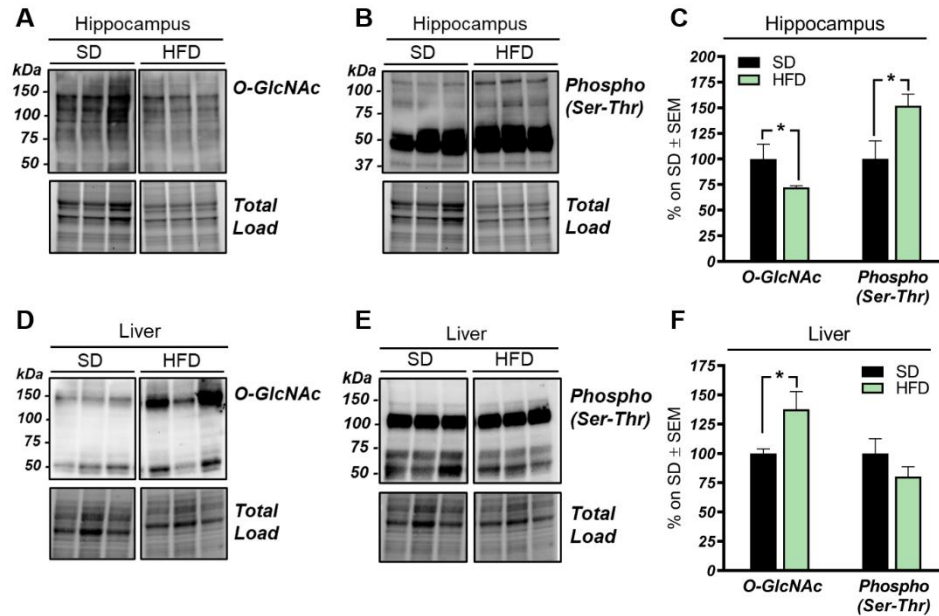 A
Hippocampus
SD HFD
kDa
150
100
75
50
O-GlcNAc
Total
Load
B
Hippocampus
SD HFD
kDa
150
100
75
50
37
Phospho
(Ser-Thr)
Total
Load
C
Hippocampus
SD
HFD
% on SD ± SEM
200
175
150
125
100
75
50
25
0
*
*
O-GlcNAc
Phospho
(Ser-Thr)
D
Liver
SD HFD
kDa
150
100
75
50
O-GlcNAc
Total
Load
E
Liver
SD HFD
kDa
150
100
75
50
Phospho
(Ser-Thr)
Total
Load
F
Liver
SD
HFD
% on SD ± SEM
175
150
125
100
75
50
25
0
*
O-GlcNAc
Phospho
(Ser-Thr)